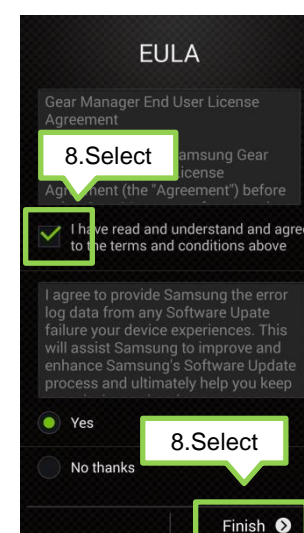 EULA
Gear Manager End User License
Agreement
8.Select
amsung Gear
icense
Agr ment (the "Agreement") before
I have read and understand and agree
to the terms and conditions above
I agree to provide Samsung the error
log data from any Software Upate
failure your device experiences. This
will assist Samsung to improve and
enhance Samsung's Software Update
process and ultimately help you keep
Yes
8.Select
No thanks
Finish